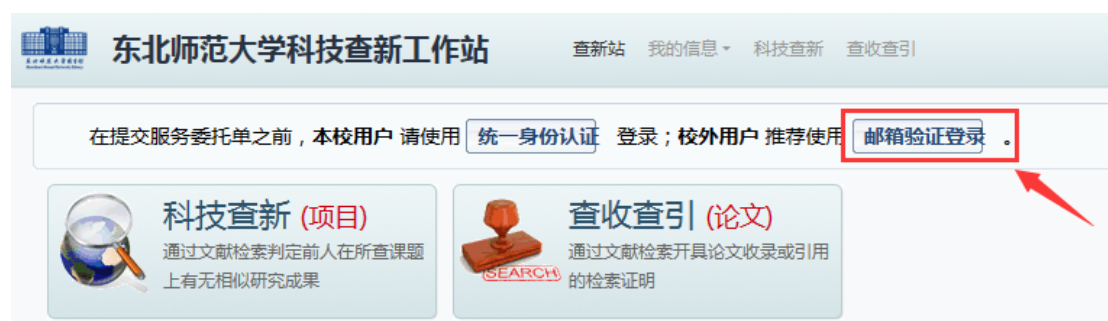 东北师范大学科技查新工作站
查新站 我的信息 科技查新 查收查引
在提交服务委托单之前，本校用户 请使用 统一身份认证 登录；校外用户 推荐使用 邮箱验证登录 。
科技查新 (项目)
通过文献检索判定前人在所查课题
上有无相似研究成果
查收查引 (论文)
通过文献检索开具论文收录或引用
的检索证明
SEARCH